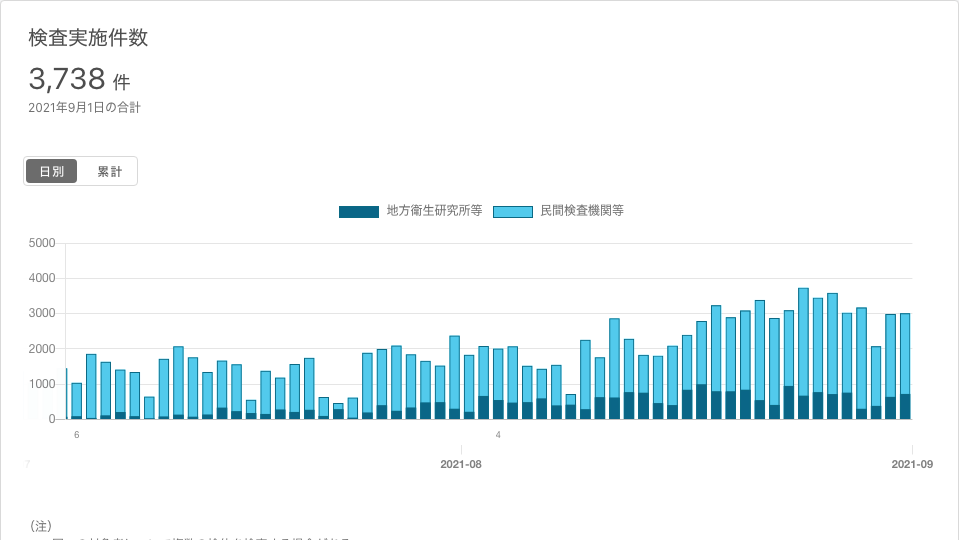 検査実施件数
3,738 件
2021年9月1日の合計
日別 累計
地方衛生研究所等 民間検査機関等
5000
4000
3000
2000
1000
0
6 4
7 2021-08 2021-09
（注）